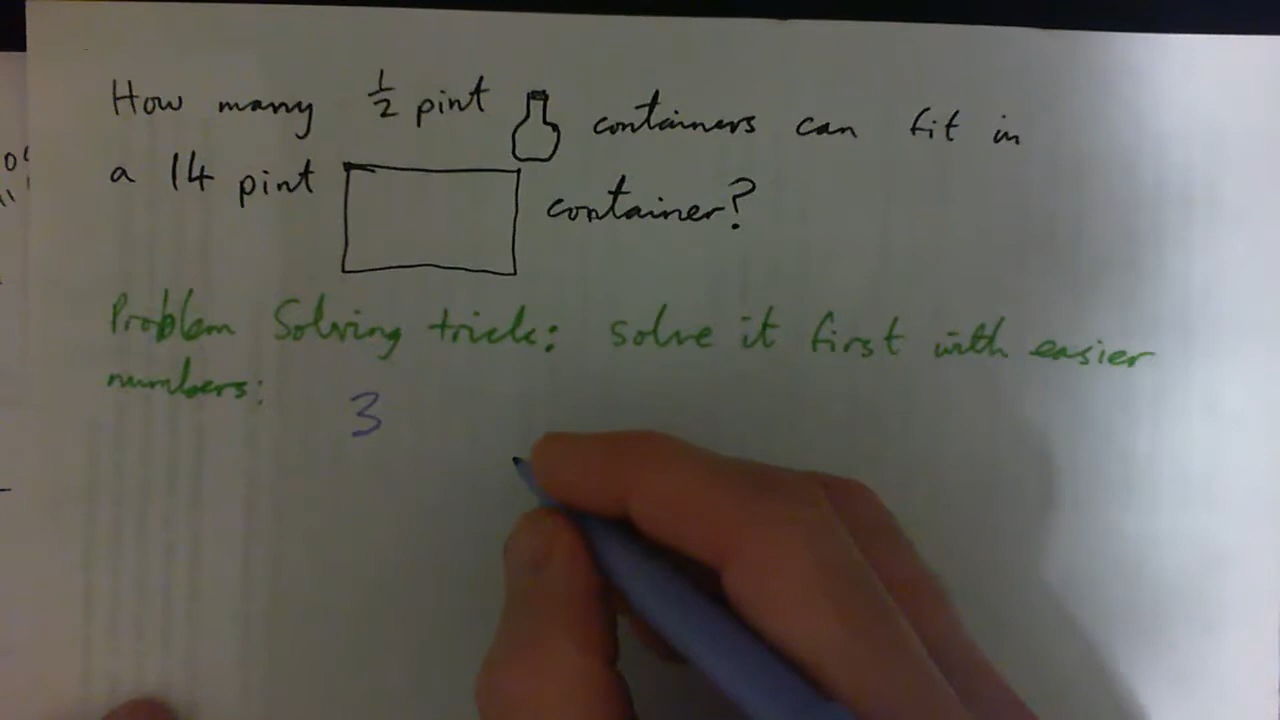 How many ½ pint containers can fit in
a 14 pint container?
Problem Solving trick: solve it first with easier
numbers: 3